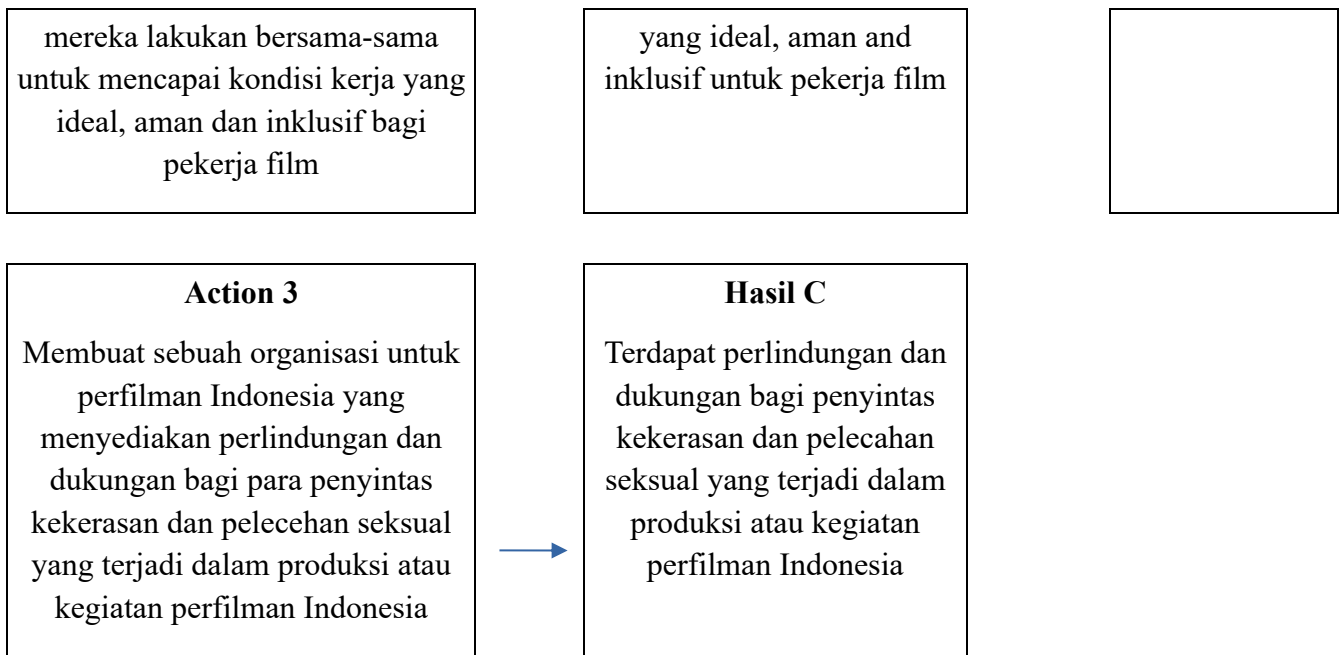 mereka lakukan bersama-sama
untuk mencapai kondisi kerja yang
ideal, aman dan inklusif bagi
pekerja film
yang ideal, aman and
inklusif untuk pekerja film
Action 3
Membuat sebuah organisasi untuk
perfilman Indonesia yang
menyediakan perlindungan dan
dukungan bagi para penyintas
kekerasan dan pelecehan seksual
yang terjadi dalam produksi atau
kegiatan perfilman Indonesia
Hasil C
Terdapat perlindungan dan
dukungan bagi penyintas
kekerasan dan pelecahan
seksual yang terjadi dalam
produksi atau kegiatan
perfilman Indonesia